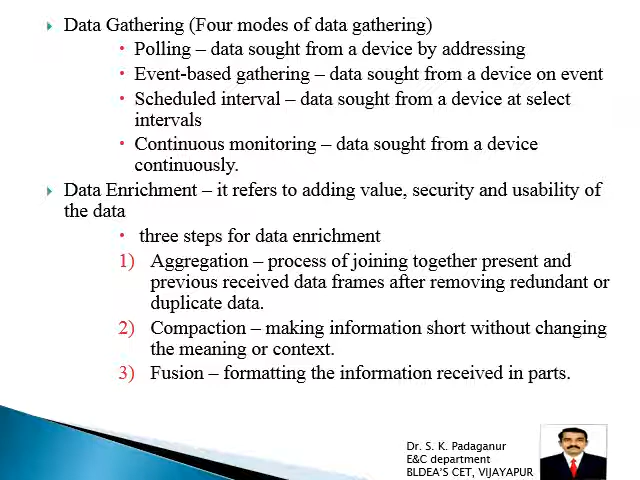 Data Gathering (Four modes of data gathering)
Polling – data sought from a device by addressing
Event-based gathering – data sought from a device on event
Scheduled interval – data sought from a device at select
intervals
Continuous monitoring – data sought from a device
continuously.
Data Enrichment – it refers to adding value, security and usability of
the data
three steps for data enrichment
1) Aggregation – process of joining together present and
previous received data frames after removing redundant or
duplicate data.
2) Compaction – making information short without changing
the meaning or context.
3) Fusion – formatting the information received in parts.
Dr. S. K. Padaganur
E&C department
BLDEA'S CET, VIJAYAPUR